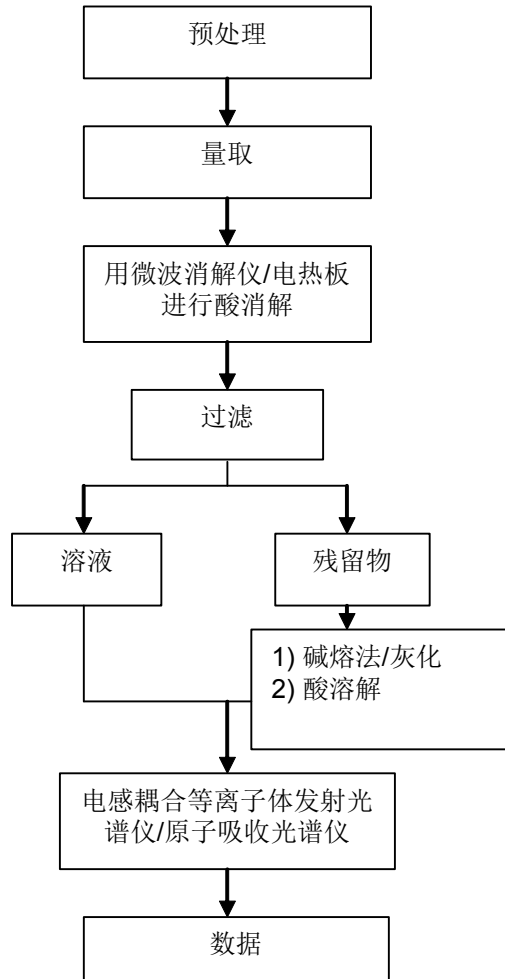 预处理
量取
用微波消解仪/电热板
进行酸消解
过滤
溶液
残留物
1) 碱熔法/灰化
2) 酸溶解
电感耦合等离子体发射光
谱仪/原子吸收光谱仪
数据